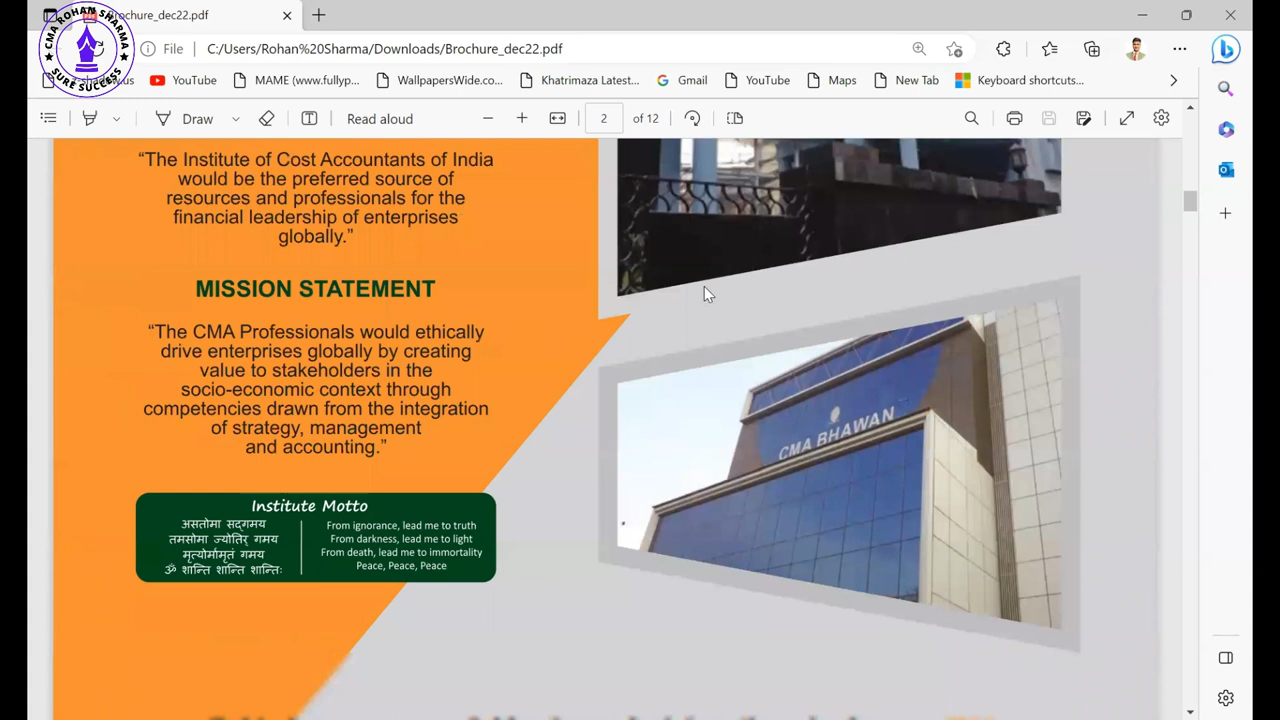 CMA ROHAN SHARMA
SURE SUCCESS
Brochure_dec22.pdf
File
C:/Users/Rohan%20Sharma/Downloads/Brochure_dec22.pdf
YouTube
MAME (www.fullyp...
WallpapersWide.co...
Khatrimaza Latest...
Gmail
YouTube
Maps
New Tab
Keyboard shortcuts...
Draw
Read aloud
2
of 12
“The Institute of Cost Accountants of India
would be the preferred source of
resources and professionals for the
financial leadership of enterprises
globally.”
MISSION STATEMENT
“The CMA Professionals would ethically
drive enterprises globally by creating
value to stakeholders in the
socio-economic context through
competencies drawn from the integration
of strategy, management
and accounting.”
Institute Motto
असतोमा सद्गमय
तमसोमा ज्योतिर् गमय
मृत्योर्मामृतं गमय
ॐ शान्ति शान्ति शान्तिः
From ignorance, lead me to truth
From darkness, lead me to light
From death, lead me to immortality
Peace, Peace, Peace
CMA BHAWAN